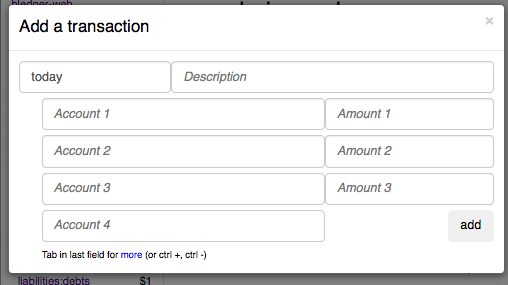 hledger-web
Add a transaction
×
today Description
Account 1 Amount 1
Account 2 Amount 2
Account 3 Amount 3
Account 4 add
Tab in last field for more (or ctrl +, ctrl -)
liabilities:debts $1